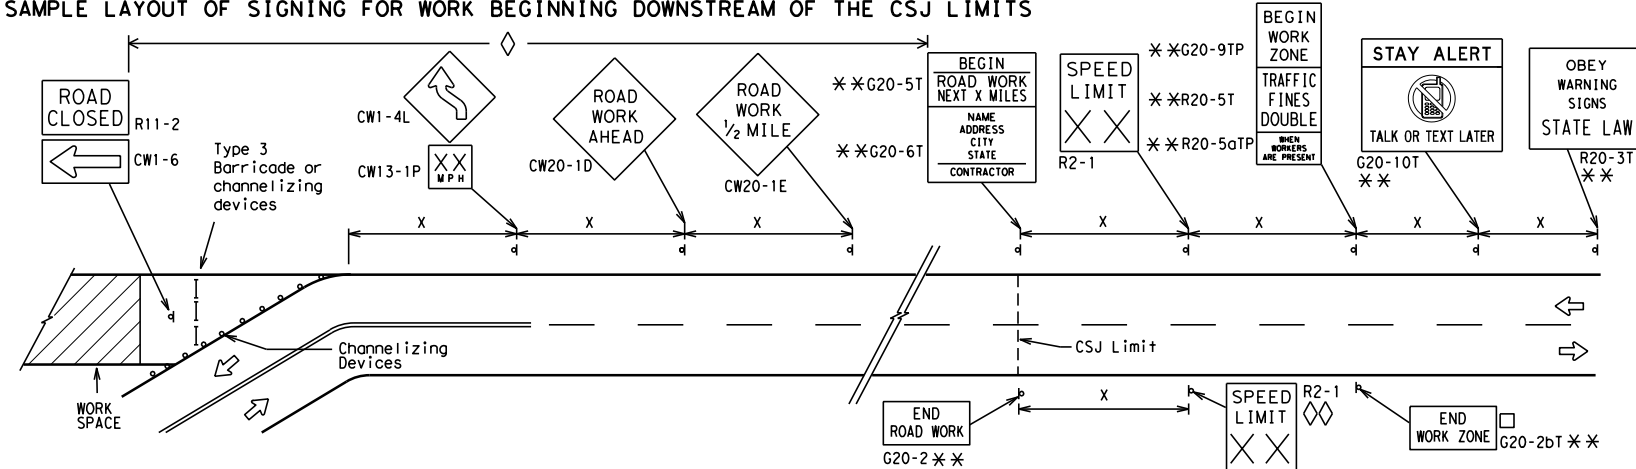 SAMPLE LAYOUT OF SIGNING FOR WORK BEGINNING DOWNSTREAM OF THE CSJ LIMITS
ROAD
CLOSED
R11-2
CW1-6
Type 3
Barricade or
channelizing
devices
CW1-4L
CW13-1P
XX
MPH
ROAD
WORK
AHEAD
CW20-1D
ROAD
WORK
1/2 MILE
CW20-1E
**G20-5T
**G20-6T
BEGIN
ROAD WORK
NEXT X MILES
NAME
ADDRESS
CITY
STATE
CONTRACTOR
SPEED
LIMIT
XX
R2-1
**G20-9TP
**R20-5T
**R20-5aTP
BEGIN
WORK
ZONE
TRAFFIC
FINES
DOUBLE
WHEN
WORKERS
ARE PRESENT
STAY ALERT
TALK OR TEXT LATER
G20-10T
**
OBEY
WARNING
SIGNS
STATE LAW
R20-3T
**
X X X X X X X
Channelizing
Devices
CSJ Limit
WORK
SPACE
X
END
ROAD WORK
G20-2**
SPEED
LIMIT
XX
R2-1
END
WORK ZONE
G20-2bT**